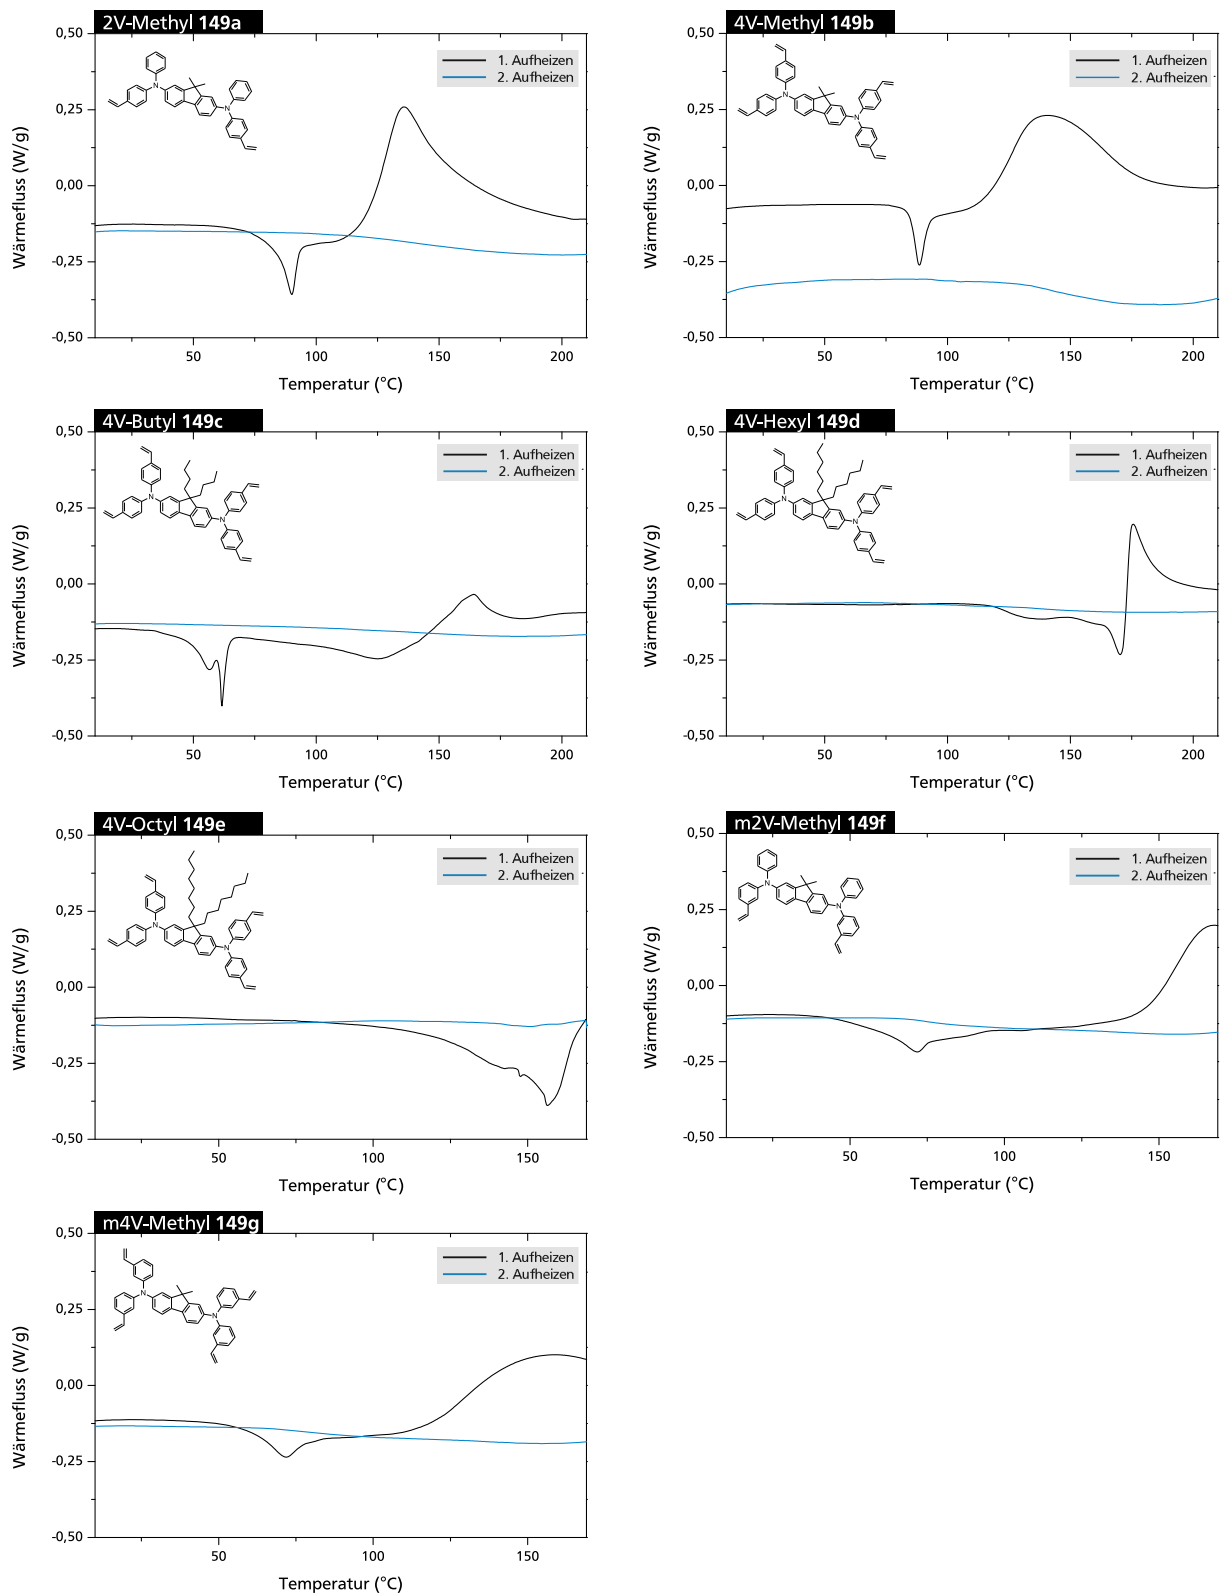 2V-Methyl 149a
0,50
0,25
0,00
-0,25
-0,50
Wärmefluss (W/g)
1. Aufheizen
2. Aufheizen
N
N
50
100
150
200
Temperatur (°C)
4V-Methyl 149b
0,50
0,25
0,00
-0,25
-0,50
Wärmefluss (W/g)
1. Aufheizen
2. Aufheizen
N
N
50
100
150
200
Temperatur (°C)
4V-Butyl 149c
0,50
0,25
0,00
-0,25
-0,50
Wärmefluss (W/g)
1. Aufheizen
2. Aufheizen
N
N
50
100
150
200
Temperatur (°C)
4V-Hexyl 149d
0,50
0,25
0,00
-0,25
-0,50
Wärmefluss (W/g)
1. Aufheizen
2. Aufheizen
N
N
50
100
150
200
Temperatur (°C)
4V-Octyl 149e
0,50
0,25
0,00
-0,25
-0,50
Wärmefluss (W/g)
1. Aufheizen
2. Aufheizen
N
N
50
100
150
Temperatur (°C)
m2V-Methyl 149f
0,50
0,25
0,00
-0,25
-0,50
Wärmefluss (W/g)
1. Aufheizen
2. Aufheizen
N
N
50
100
150
Temperatur (°C)
m4V-Methyl 149g
0,50
0,25
0,00
-0,25
-0,50
Wärmefluss (W/g)
1. Aufheizen
2. Aufheizen
N
N
50
100
150
Temperatur (°C)